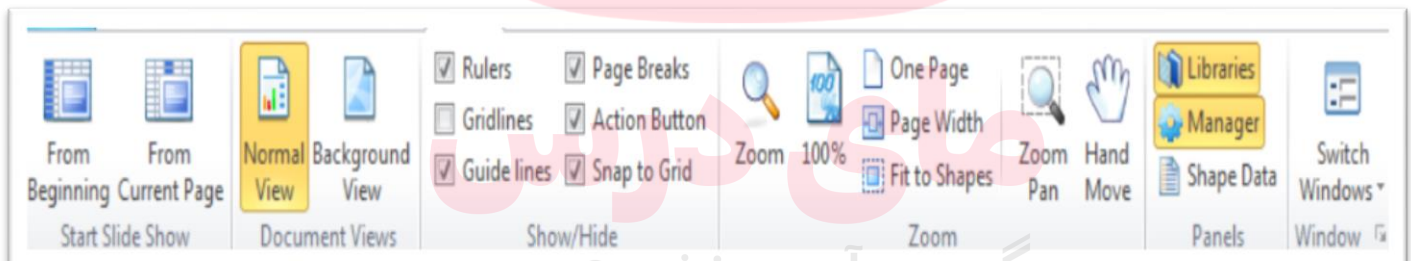 From Beginning
From Current Page
Start Slide Show
Normal View
Background View
Document Views
Rulers
Page Breaks
Gridlines
Action Button
Guide lines
Snap to Grid
Show/Hide
Zoom
100%
One Page
Page Width
Fit to Shapes
Zoom Pan
Hand Move
Zoom
Libraries
Manager
Shape Data
Panels
Switch Windows
Window
مای درس